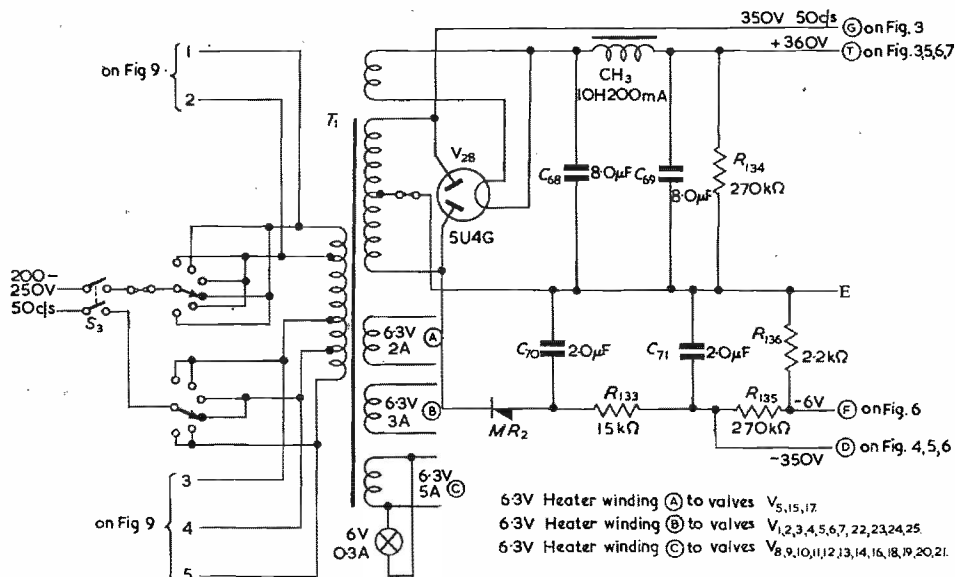 350V 50c/s G on Fig. 3
+360V T on Fig. 3,5,6,7
on Fig 9
1
2
T1
CH3
10H 200mA
V28
5U4G
C68 8·0μF
C69 8·0μF
R134
270kΩ
200–
250V
50c/s
S3
E
6·3V
2A
A
6·3V
3A
B
6·3V
5A
C
C70 2·0μF
C71 2·0μF
R136
2·2kΩ
MR2
R133
15kΩ
R135
270kΩ
-6V F on Fig. 6
-350V D on Fig. 4,5,6
on Fig 9
3
4
5
6V
0·3A
6·3V Heater winding A to valves V5,15,17.
6·3V Heater winding B to valves V1,2,3,4,5,6,7, 22,23,24,25.
6·3V Heater winding C to valves V8,9,10,11,12,13,14,16,18,19,20,21.